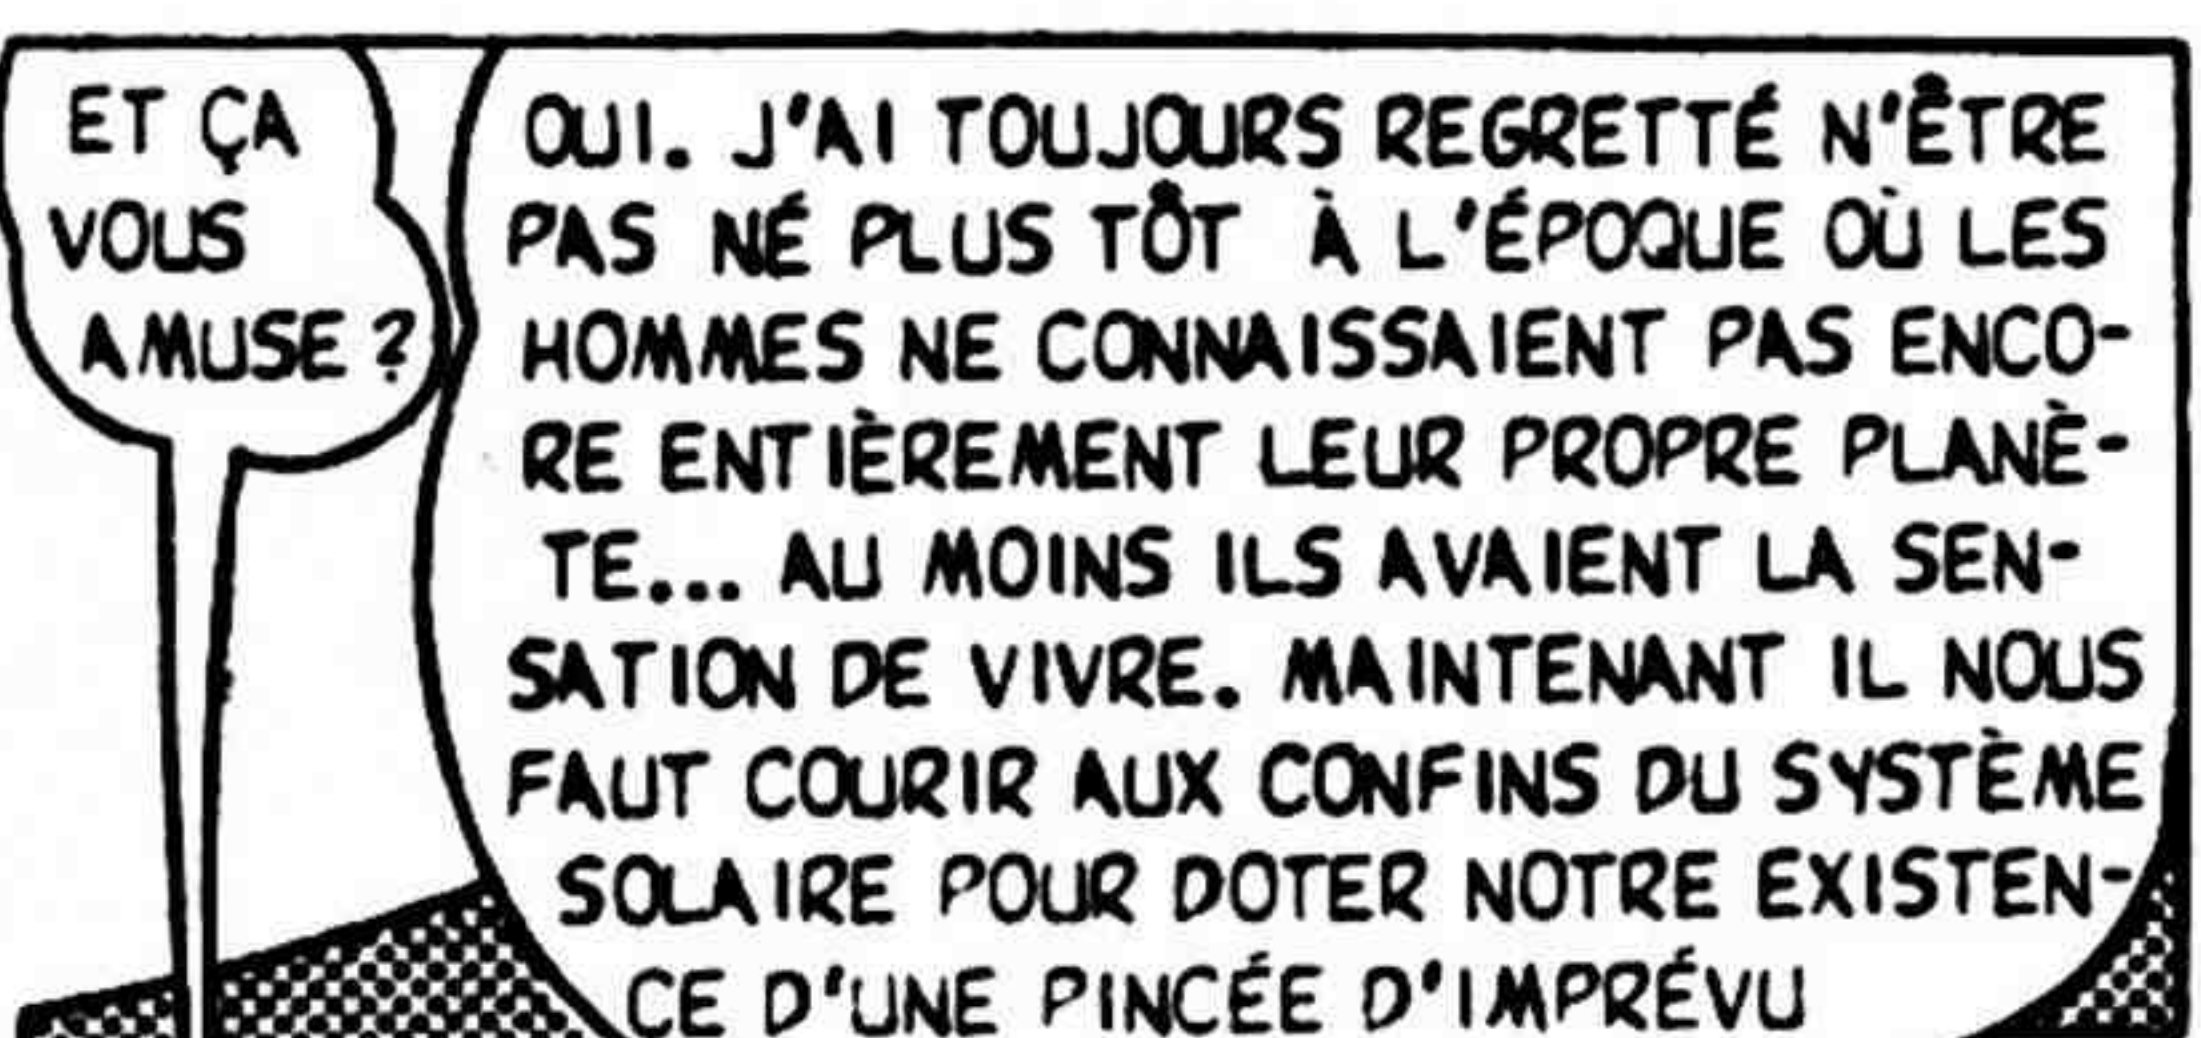 ET ÇA
VOUS
AMUSE ?
OUI. J'AI TOUJOURS REGRETTÉ N'ÊTRE
PAS NÉ PLUS TÔT À L'ÉPOQUE OÙ LES
HOMMES NE CONNAISSAIENT PAS ENCO-
RE ENTIÈREMENT LEUR PROPRE PLANÈ-
TE... AU MOINS ILS AVAIENT LA SEN-
SATION DE VIVRE. MAINTENANT IL NOUS
FAUT COURIR AUX CONFINS DU SYSTÈME
SOLAIRE POUR DOTER NOTRE EXISTEN-
CE D'UNE PINCÉE D'IMPRÉVU